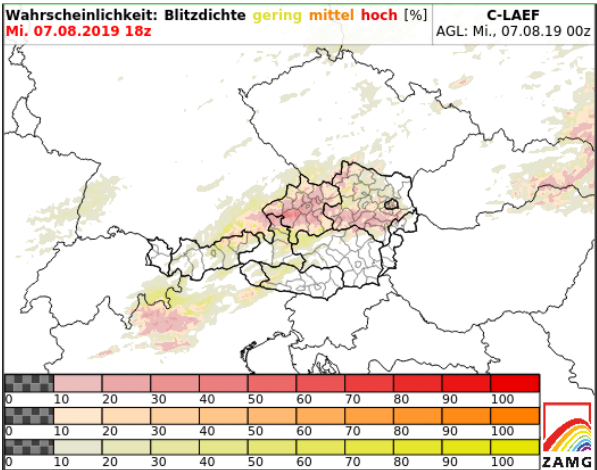 Wahrscheinlichkeit: Blitzdichte gering mittel hoch [%]
Mi. 07.08.2019 18z
C-LAEF
AGL: Mi., 07.08.19 00z
0 10 20 30 40 50 60 70 80 90 100
0 10 20 30 40 50 60 70 80 90 100
0 10 20 30 40 50 60 70 80 90 100
ZAMG